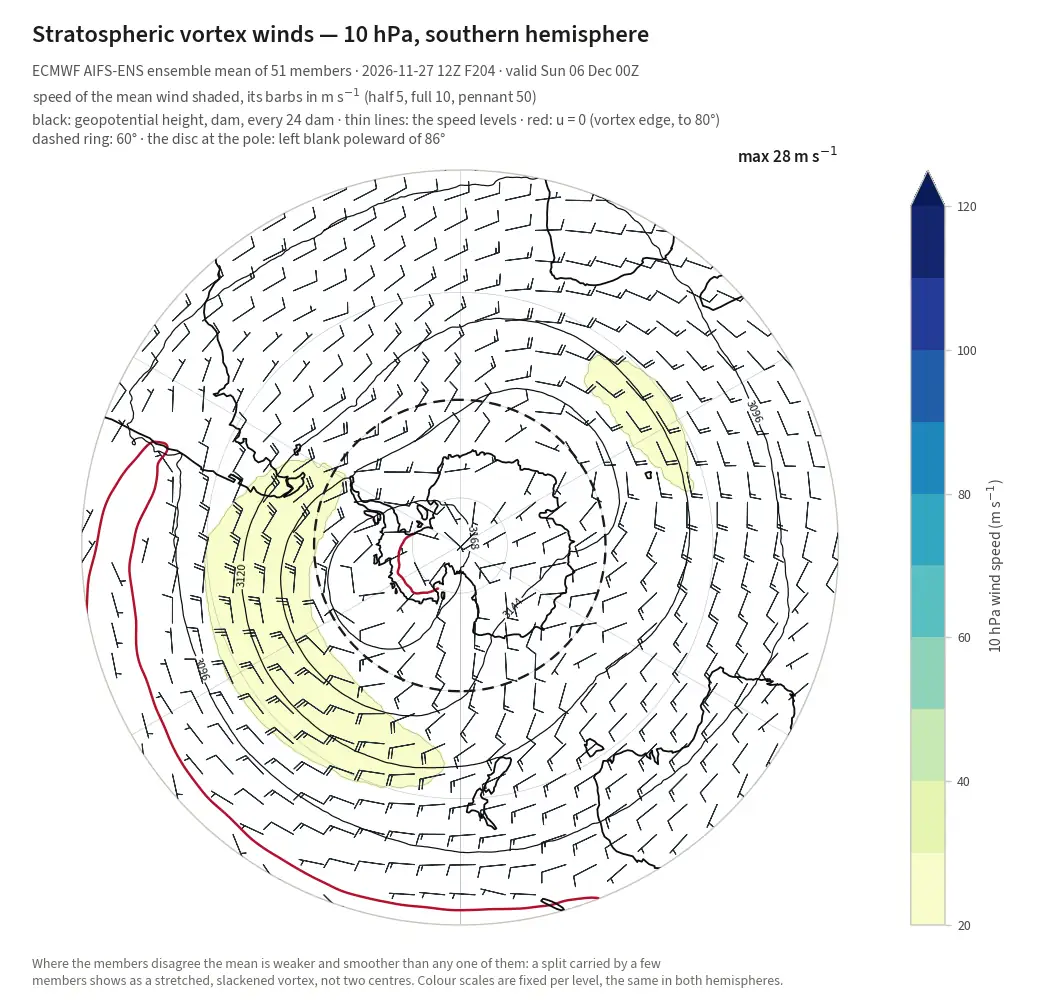 Stratospheric vortex winds — 10 hPa, southern hemisphere
ECMWF AIFS-ENS ensemble mean of 51 members · 2026-11-27 12Z F204 · valid Sun 06 Dec 00Z
speed of the mean wind shaded, its barbs in m s⁻¹ (half 5, full 10, pennant 50)
black: geopotential height, dam, every 24 dam · thin lines: the speed levels · red: u = 0 (vortex edge, to 80°)
dashed ring: 60° · the disc at the pole: left blank poleward of 86°
max 28 m s⁻¹
120
100
80
60
40
20
10 hPa wind speed (m s⁻¹)
3096
3168
3120
3144
3096
Where the members disagree the mean is weaker and smoother than any one of them: a split carried by a few
members shows as a stretched, slackened vortex, not two centres. Colour scales are fixed per level, the same in both hemispheres.